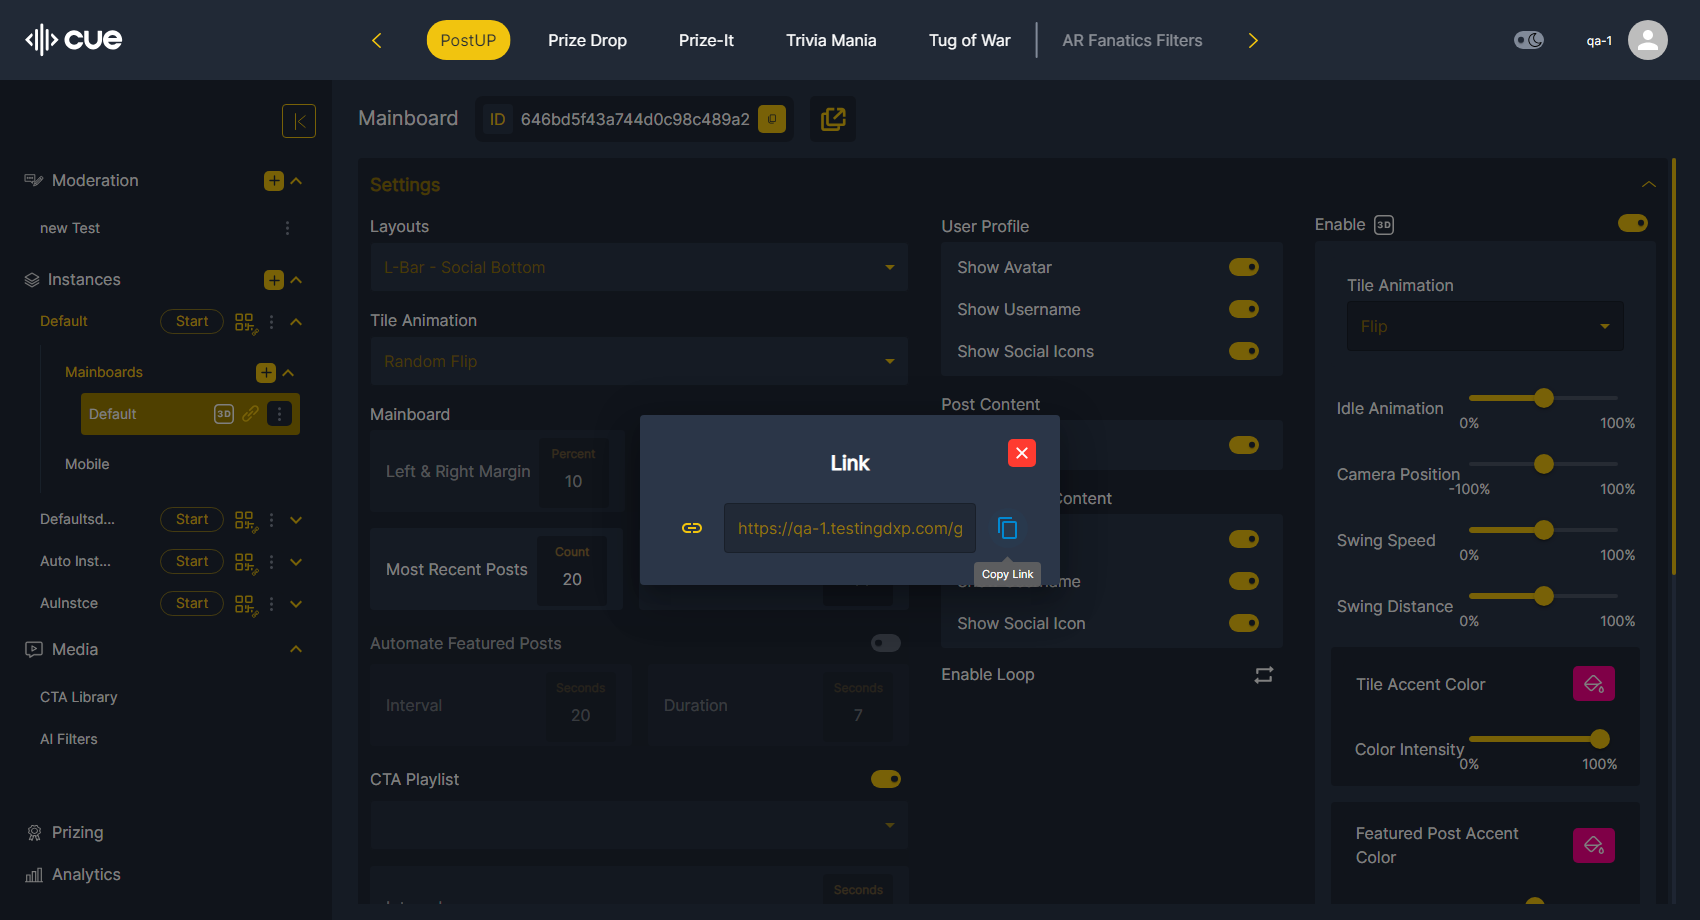 cue
PostUP
Prize Drop
Prize-It
Trivia Mania
Tug of War
AR Fanatics Filters
qa-1
Mainboard
ID
646bd5f43a744d0c98c489a2
Moderation
new Test
Instances
Default
Start
Mainboards
Default
3D
Mobile
Defaultsd...
Start
Auto Inst...
Start
AuInstce
Start
Media
CTA Library
AI Filters
Prizing
Analytics
Settings
Layouts
L-Bar - Social Bottom
Tile Animation
Random Flip
Mainboard
Left & Right Margin
Percent
10
Most Recent Posts
Count
20
Automate Featured Posts
Interval
Seconds
20
Duration
Seconds
7
CTA Playlist
Seconds
User Profile
Show Avatar
Show Username
Show Social Icons
Post Content
Content
Show Social Icon
Enable Loop
Link
https://qa-1.testingdxp.com/g
Copy Link
Enable
3D
Tile Animation
Flip
Idle Animation
0%
100%
Camera Position
-100%
100%
Swing Speed
0%
100%
Swing Distance
0%
100%
Tile Accent Color
Color Intensity
0%
100%
Featured Post Accent
Color